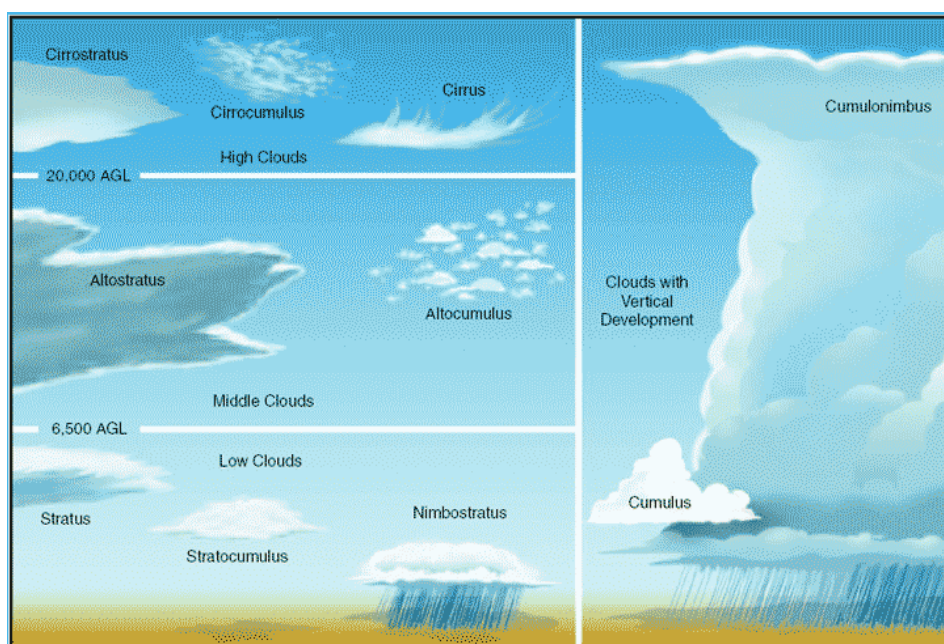 Cirrostratus
Cirrocumulus
Cirrus
High Clouds
20,000 AGL
Altostratus
Altocumulus
Middle Clouds
6,500 AGL
Low Clouds
Stratus
Stratocumulus
Nimbostratus
Cumulonimbus
Clouds with
Vertical
Development
Cumulus